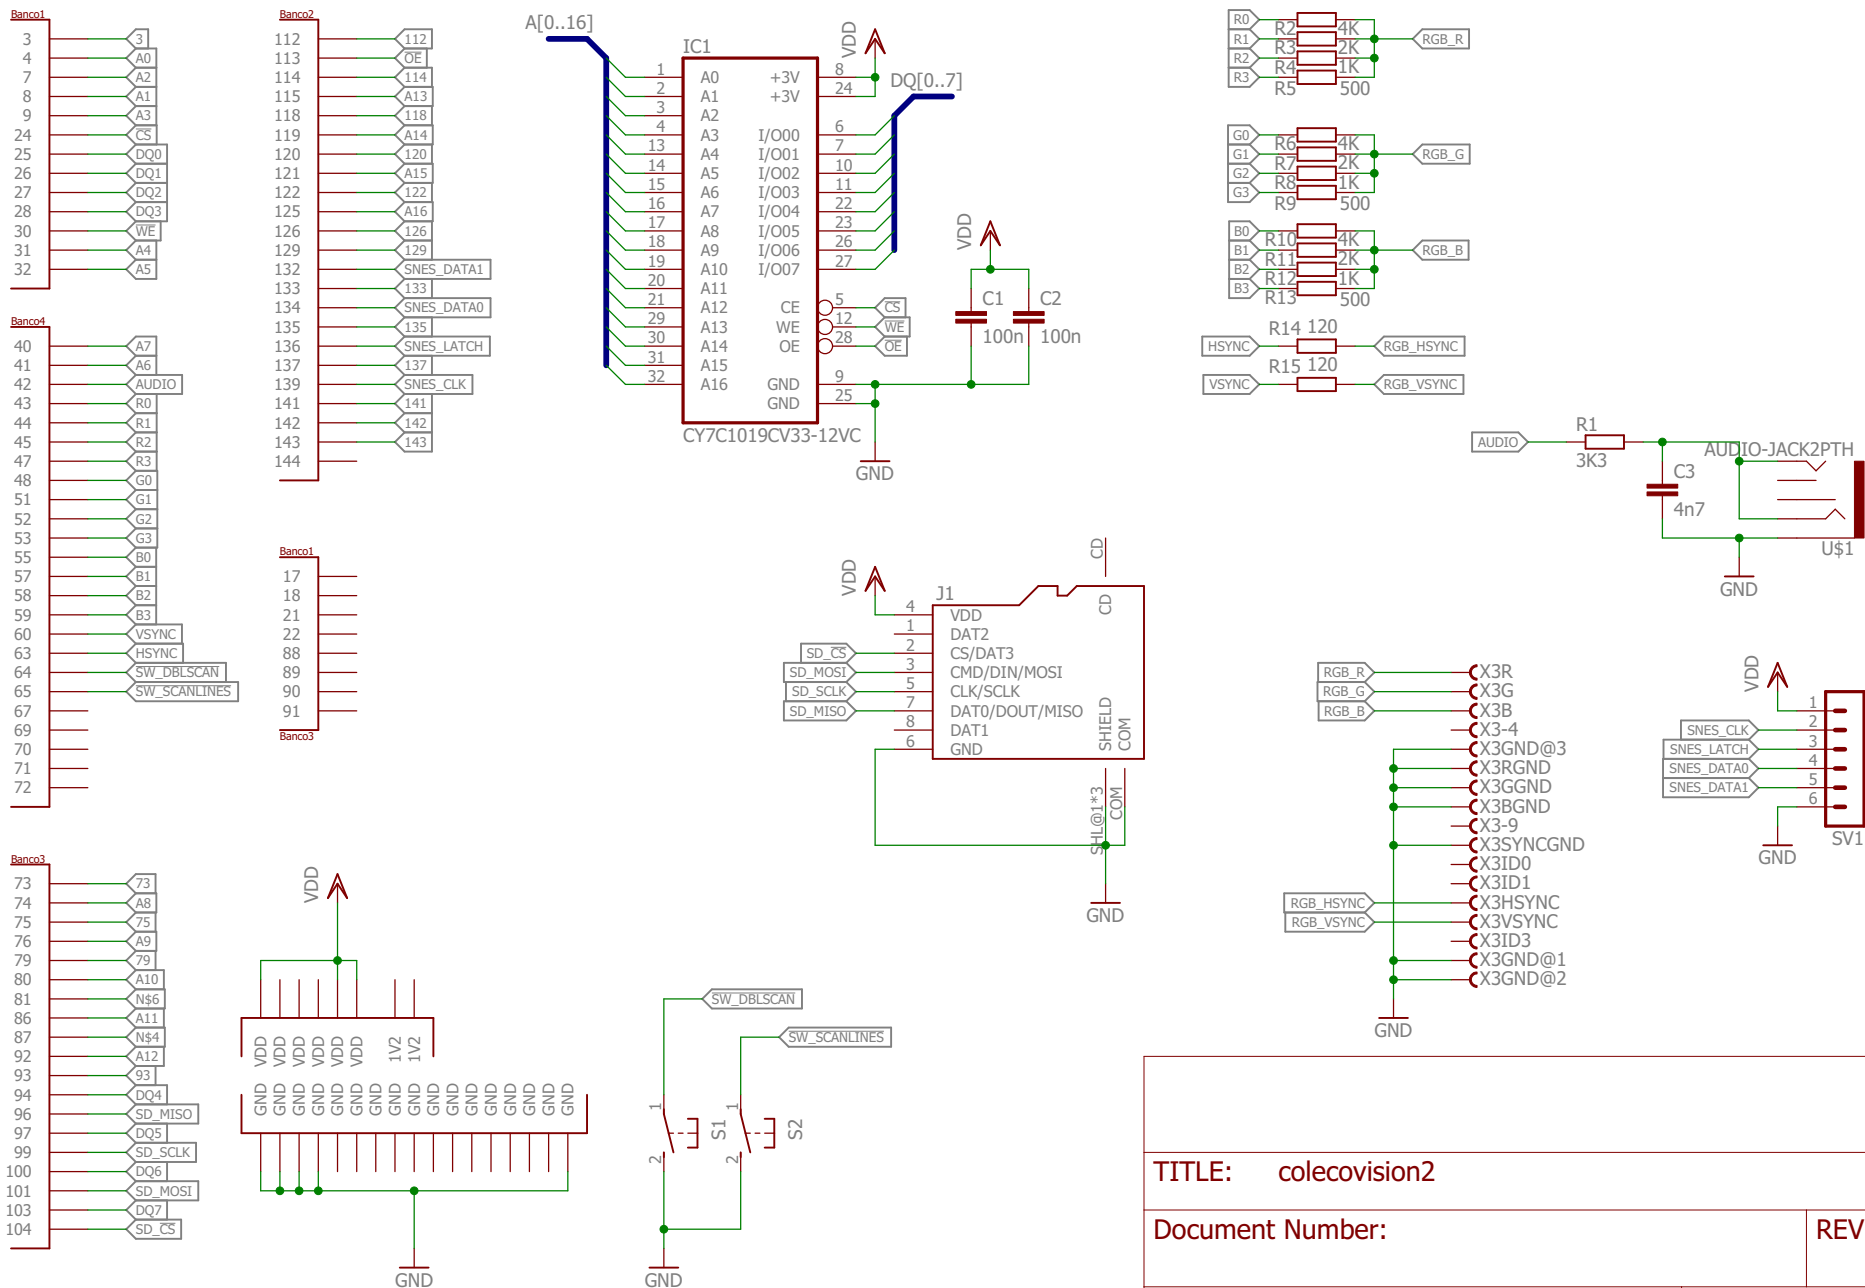 Banco1
3 3
4 A0
7 A2
8 A1
9 A3
24 CS
25 DQ0
26 DQ1
27 DQ2
28 DQ3
30 WE
31 A4
32 A5
Banco4
40 A7
41 A6
42 AUDIO
43 R0
44 R1
45 R2
47 R3
48 G0
51 G1
52 G2
53 G3
55 B0
57 B1
58 B2
59 B3
60 VSYNC
63 HSYNC
64 SW_DBLSCAN
65 SW_SCANLINES
67
69
70
71
72
Banco3
73 73
74 A8
75 75
76 A9
79 79
80 A10
81 N$6
86 A11
87 N$4
92 A12
93 93
94 DQ4
96 SD_MISO
97 DQ5
99 SD_SCLK
100 DQ6
101 SD_MOSI
103 DQ7
104 SD_CS
Banco2
112 112
113 OE
114 114
115 A13
118 118
119 A14
120 120
121 A15
122 122
125 A16
126 126
129 129
132 SNES_DATA1
133 133
134 SNES_DATA0
135 135
136 SNES_LATCH
137 137
139 SNES_CLK
141 141
142 142
143 143
144
Banco1
17
18
21
22
88
89
90
91
Banco3
VDD
VDD VDD VDD VDD VDD VDD 1V2 1V2
GND GND GND GND GND GND GND GND GND GND GND GND GND GND GND GND GND
GND
A[0..16]
IC1
VDD
DQ[0..7]
1 A0 +3V 8
2 A1 +3V 24
3 A2
4 A3 I/O00 6
13 A4 I/O01 7
14 A5 I/O02 10
15 A6 I/O03 11
16 A7 I/O04 22
17 A8 I/O05 23
18 A9 I/O06 26
19 A10 I/O07 27
20 A11
21 A12 CE 5 CS
29 A13 WE 12 WE
30 A14 OE 28 OE
31 A15
32 A16 GND 9
GND 25
CY7C1019CV33-12VC
GND
VDD
C1 C2
100n 100n
VDD
J1
CD
CD
4 VDD
1 DAT2
SD_CS 2 CS/DAT3
SD_MOSI 3 CMD/DIN/MOSI
SD_SCLK 5 CLK/SCLK
SD_MISO 7 DAT0/DOUT/MISO
8 DAT1
6 GND
SHIELD
COM
SHL@1*3
COM
GND
SW_DBLSCAN
SW_SCANLINES
1 2 S1
1 2 S2
GND
R0 R2 4K
R1 R3 2K RGB_R
R2 R4 1K
R3 R5 500
G0 R6 4K
G1 R7 2K RGB_G
G2 R8 1K
G3 R9 500
B0 R10 4K
B1 R11 2K RGB_B
B2 R12 1K
B3 R13 500
R14 120
HSYNC RGB_HSYNC
R15 120
VSYNC RGB_VSYNC
AUDIO R1 3K3
AUDIO-JACK2PTH
C3
4n7
U$1
GND
RGB_R X3R
RGB_G X3G
RGB_B X3B
X3-4
X3GND@3
X3RGND
X3GGND
X3BGND
X3-9
X3SYNCGND
X3ID0
X3ID1
RGB_HSYNC X3HSYNC
RGB_VSYNC X3VSYNC
X3ID3
X3GND@1
X3GND@2
GND
VDD
1
SNES_CLK 2
SNES_LATCH 3
SNES_DATA0 4
SNES_DATA1 5
6
SV1
GND
TITLE: colecovision2
Document Number:
REV